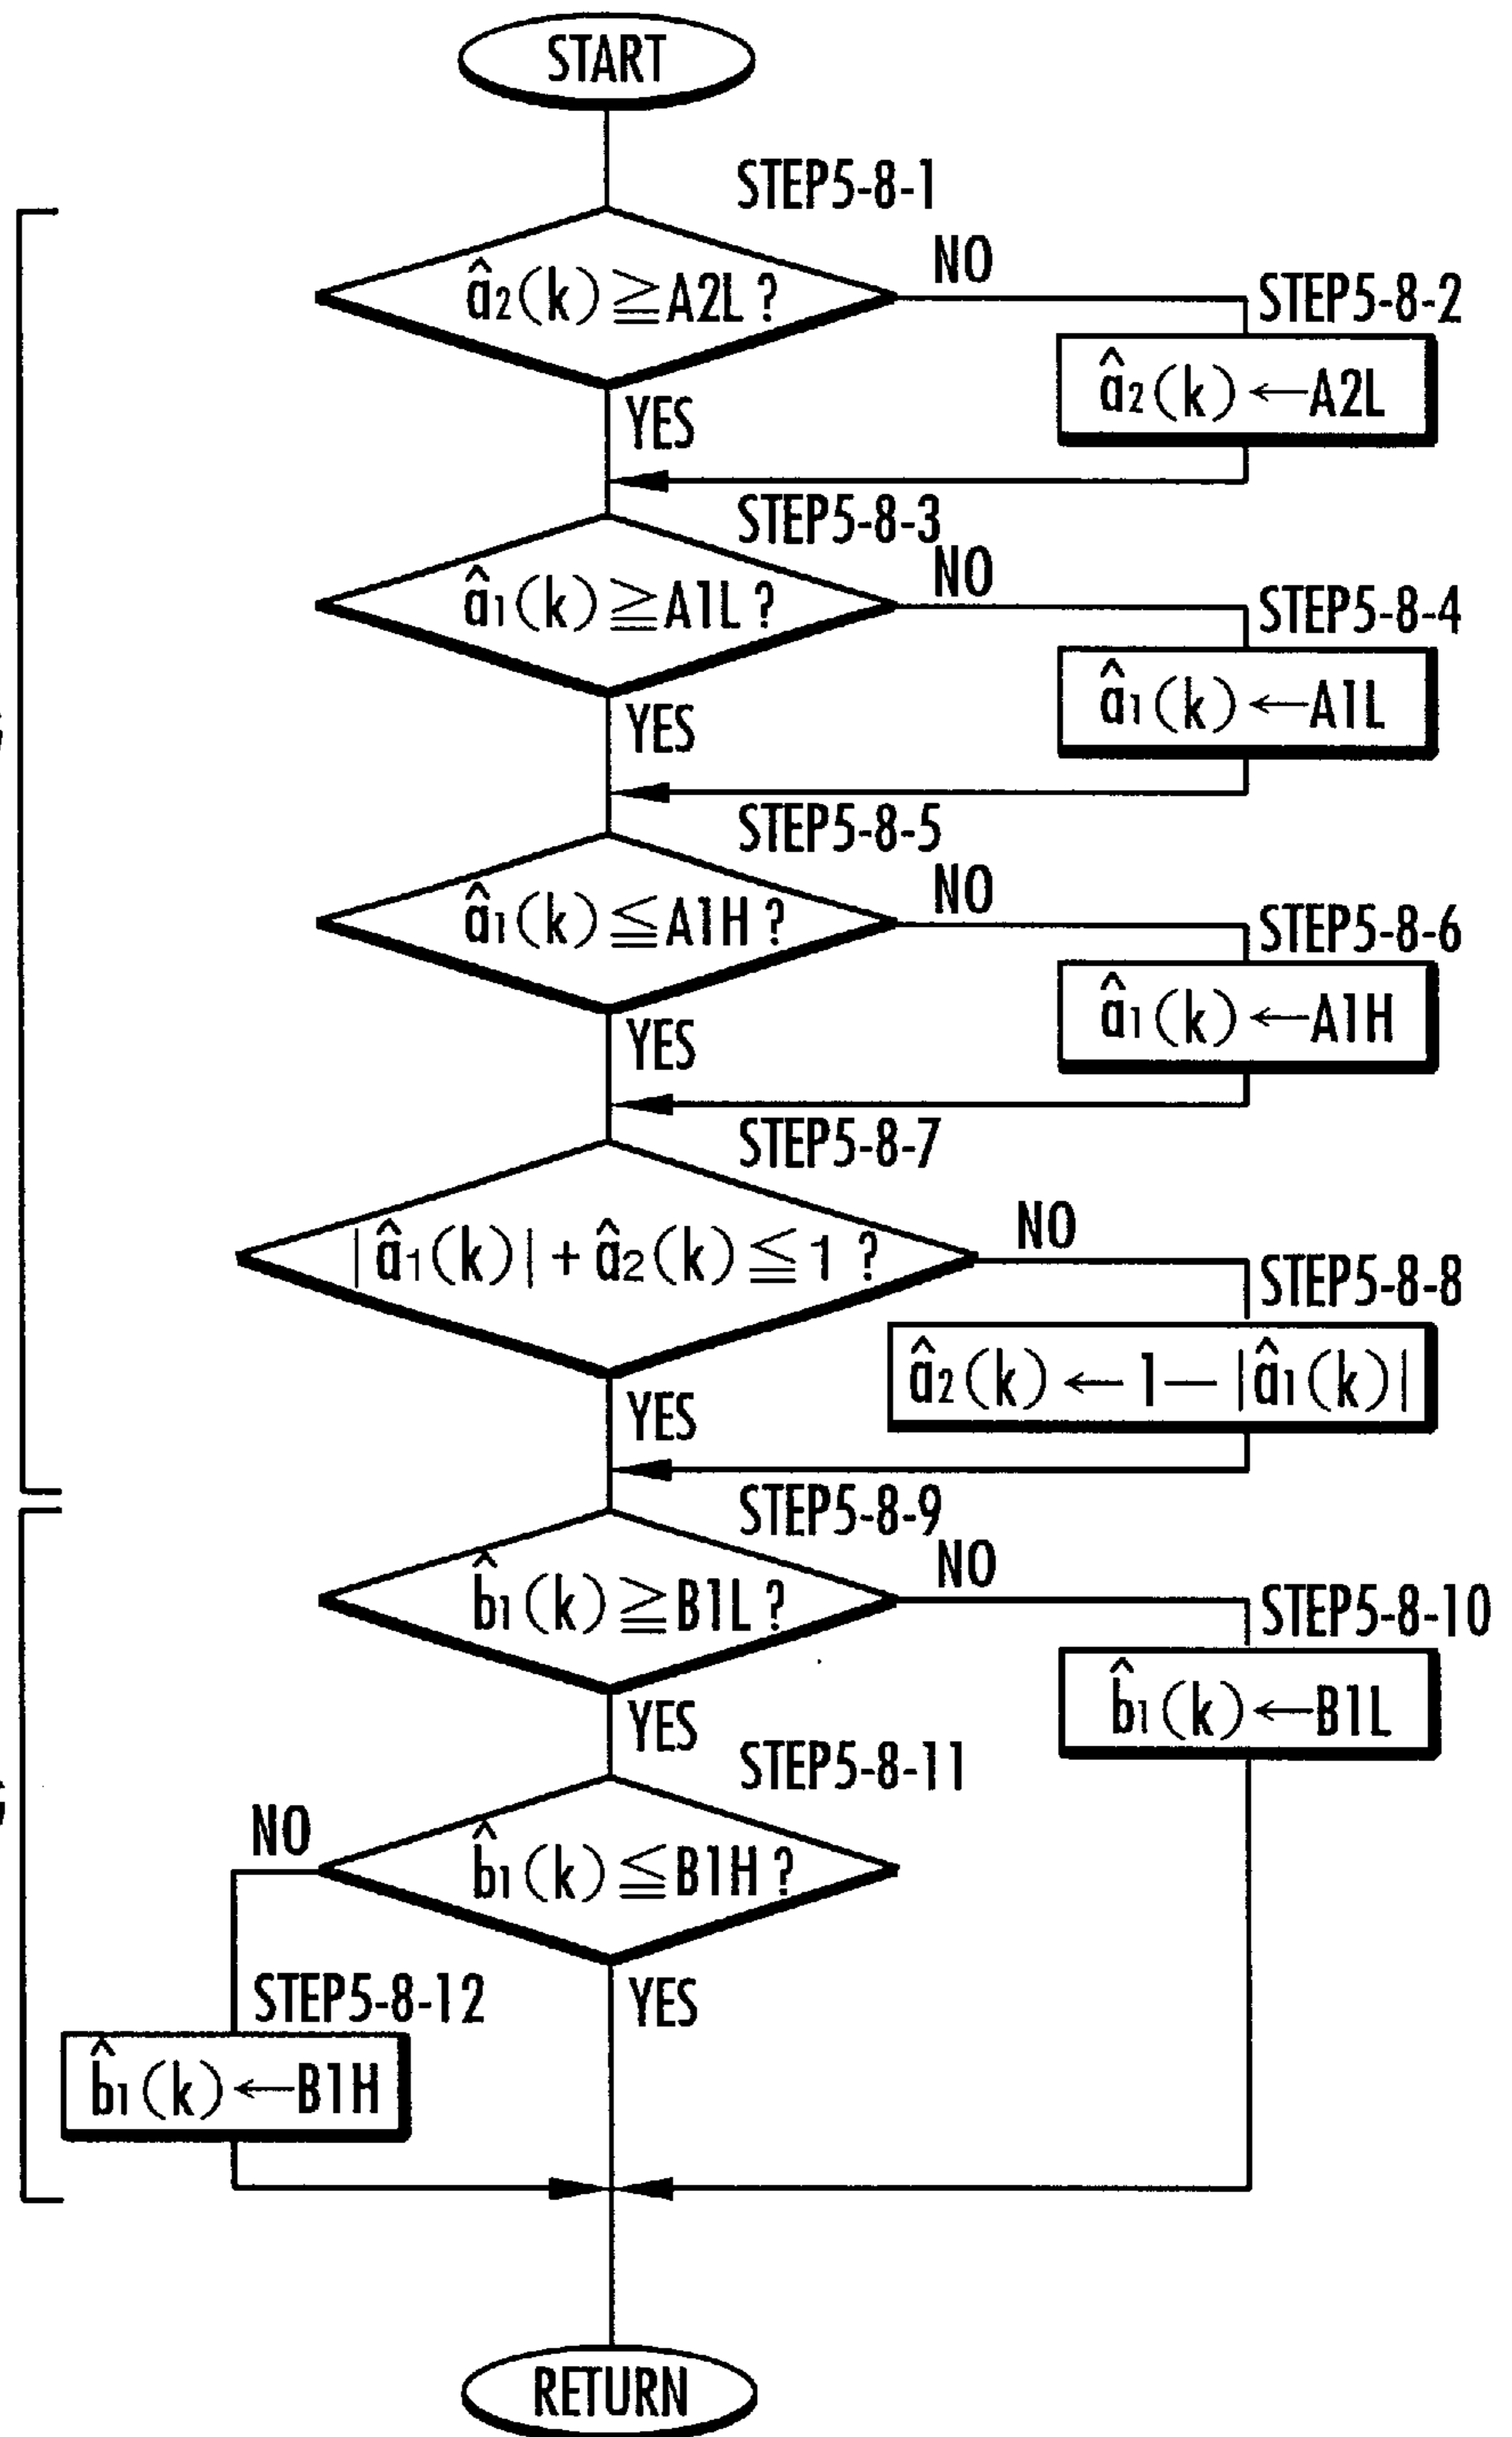 START
STEP5-8-1
â₂(k)≧A2L?
NO
STEP5-8-2
â₂(k)←A2L
YES
STEP5-8-3
â₁(k)≧A1L?
NO
STEP5-8-4
â₁(k)←A1L
YES
STEP5-8-5
â₁(k)≦A1H?
NO
STEP5-8-6
â₁(k)←A1H
YES
STEP5-8-7
|â₁(k)|+â₂(k)≦1?
NO
STEP5-8-8
â₂(k)←1—|â₁(k)|
YES
STEP5-8-9
b̂₁(k)≧B1L?
NO
STEP5-8-10
b̂₁(k)←B1L
YES
STEP5-8-11
b̂₁(k)≦B1H?
NO
STEP5-8-12
b̂₁(k)←B1H
YES
RETURN